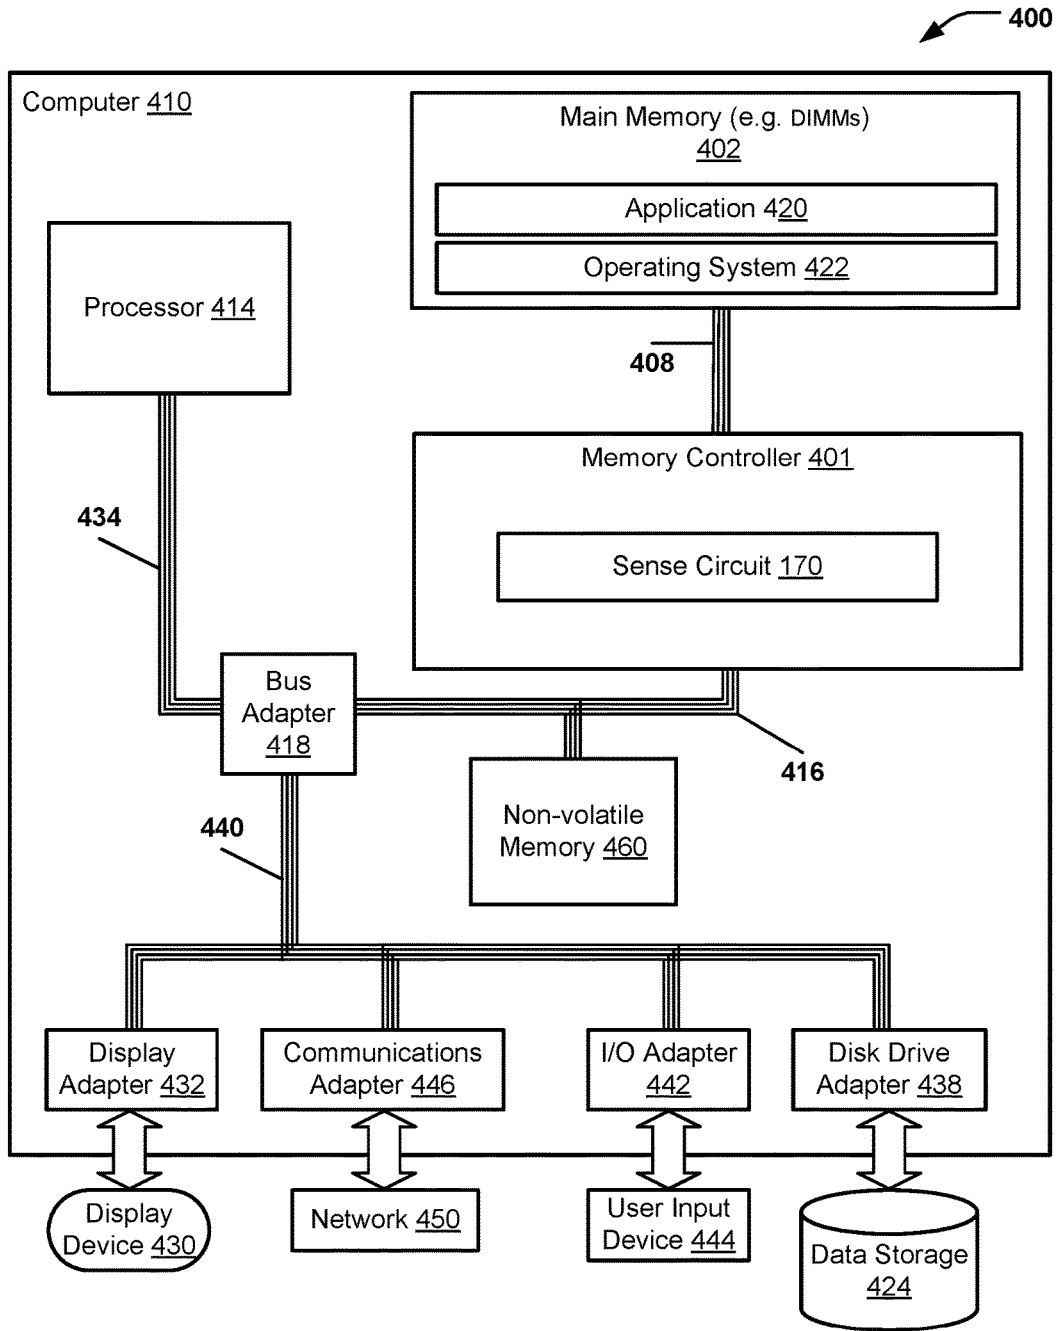 400
Computer 410
Main Memory (e.g. DIMMs)
402
Application 420
Operating System 422
Processor 414
408
Memory Controller 401
434
Sense Circuit 170
Bus
Adapter
418
416
Non-volatile
Memory 460
440
Display
Adapter 432
Communications
Adapter 446
I/O Adapter
442
Disk Drive
Adapter 438
Display
Device 430
Network 450
User Input
Device 444
Data Storage
424